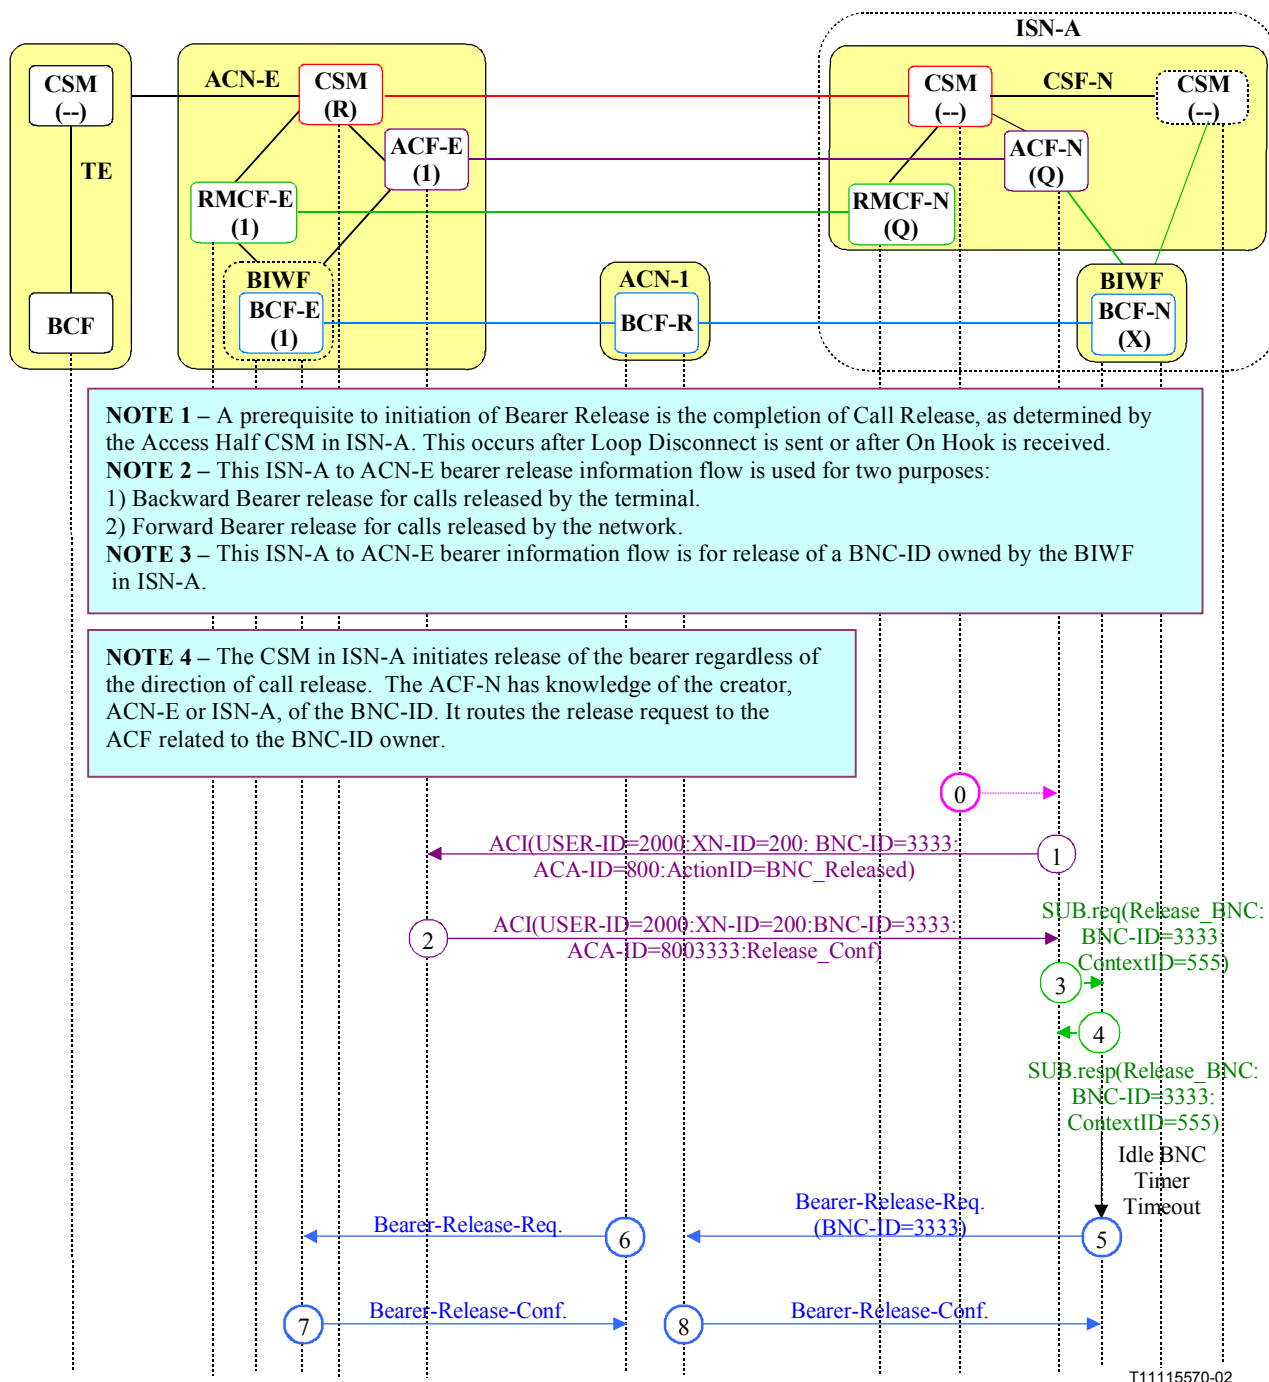 ISN-A
CSM
(--)
ACN-E
CSM
(R)
CSM
(--)
CSF-N
CSM
(--)
TE
ACF-E
(1)
ACF-N
(Q)
RMCF-E
(1)
RMCF-N
(Q)
BIWF
ACN-1
BIWF
BCF
BCF-E
(1)
BCF-R
BCF-N
(X)
NOTE 1 – A prerequisite to initiation of Bearer Release is the completion of Call Release, as determined by
the Access Half CSM in ISN-A. This occurs after Loop Disconnect is sent or after On Hook is received.
NOTE 2 – This ISN-A to ACN-E bearer release information flow is used for two purposes:
1) Backward Bearer release for calls released by the terminal.
2) Forward Bearer release for calls released by the network.
NOTE 3 – This ISN-A to ACN-E bearer information flow is for release of a BNC-ID owned by the BIWF
in ISN-A.
NOTE 4 – The CSM in ISN-A initiates release of the bearer regardless of
the direction of call release. The ACF-N has knowledge of the creator,
ACN-E or ISN-A, of the BNC-ID. It routes the release request to the
ACF related to the BNC-ID owner.
0
ACI(USER-ID=2000:XN-ID=200: BNC-ID=3333:
ACA-ID=800:ActionID=BNC_Released)
1
2
ACI(USER-ID=2000:XN-ID=200:BNC-ID=3333:
ACA-ID=8003333:Release_Conf)
SUB.req(Release_BNC:
BNC-ID=3333:
ContextID=555)
3
4
SUB.resp(Release_BNC:
BNC-ID=3333:
ContextID=555)
Idle BNC
Timer
Timeout
Bearer-Release-Req.
6
Bearer-Release-Req.
(BNC-ID=3333)
5
7
Bearer-Release-Conf.
8
Bearer-Release-Conf.
T11115570-02